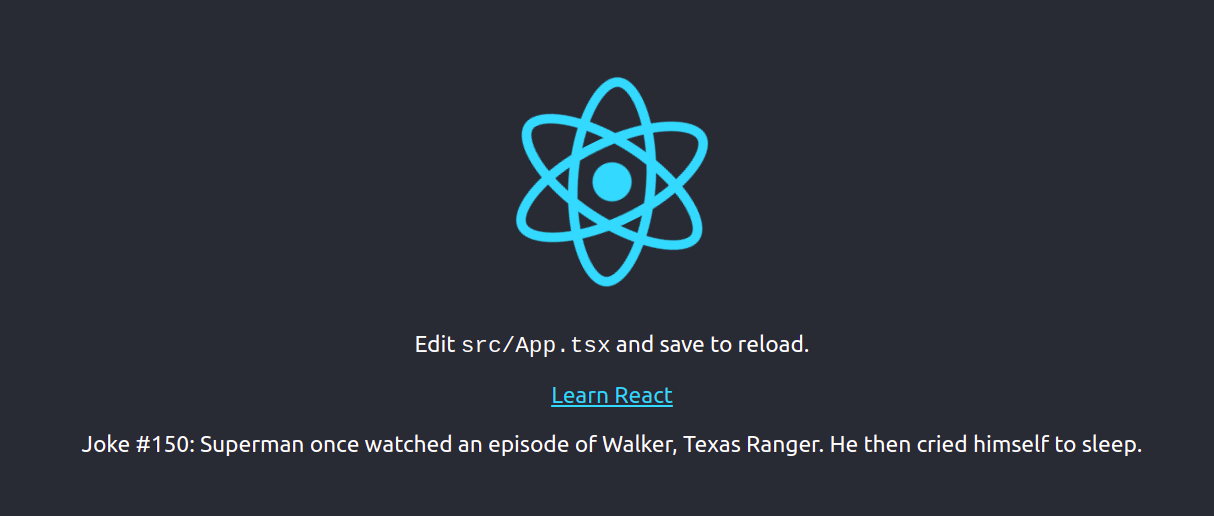 Edit src/App.tsx and save to reload.
Learn React
Joke #150: Superman once watched an episode of Walker, Texas Ranger. He then cried himself to sleep.